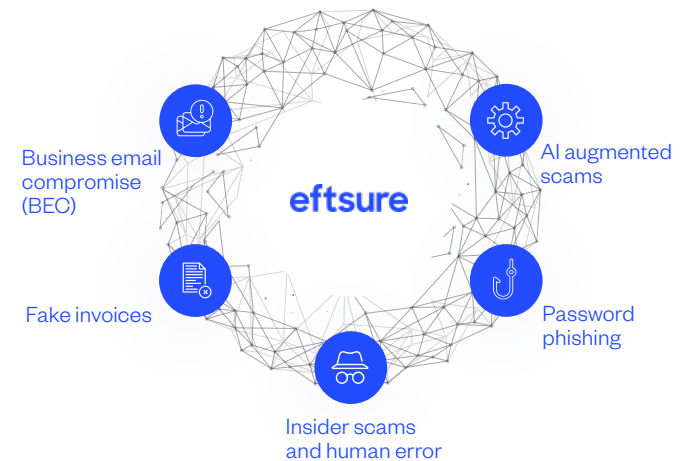 Business email
compromise
(BEC)
AI augmented
scams
eftsure
Fake invoices
Password
phishing
Insider scams
and human error